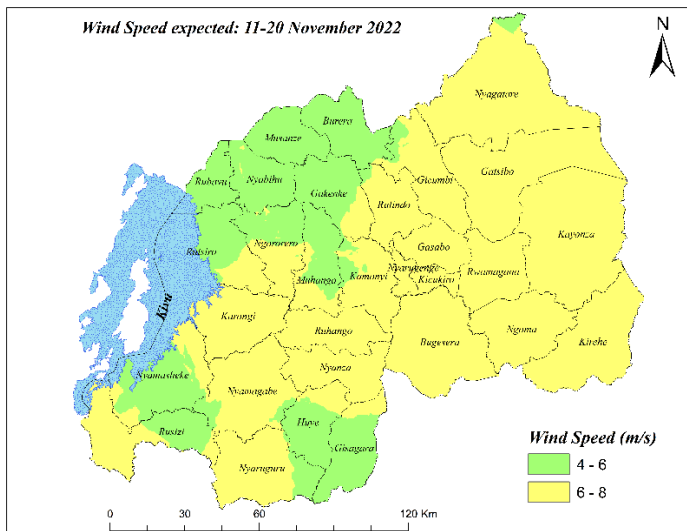 Wind Speed expected: 11-20 November 2022
N
Nyagatare
Burera
Musanze
Gicumbi
Gatsibo
Rubavu
Nyabihu
Gakenke
Rulindo
Kayonza
Rutsiro
Ngororero
Gasabo
Muhanga
Kamonyi
Nyarugenge
Kicukiro
Rwamagana
Kivu
Karongi
Ruhango
Bugesera
Ngoma
Kirehe
Nyamasheke
Nyamagabe
Nyanza
Rusizi
Huye
Gisagara
Nyaruguru
Wind Speed (m/s)
4 - 6
6 - 8
0 30 60 120 Km